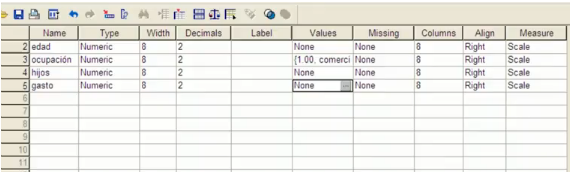 Name Type Width Decimals Label Values Missing Columns Align Measure
2 edad Numeric 8 2 None None 8 Right Scale
3 ocupación Numeric 8 2 {1.00, comerci None 8 Right Scale
4 hijos Numeric 8 2 None None 8 Right Scale
5 gasto Numeric 8 2 None ... None 8 Right Scale
6
7
8
9
10
11